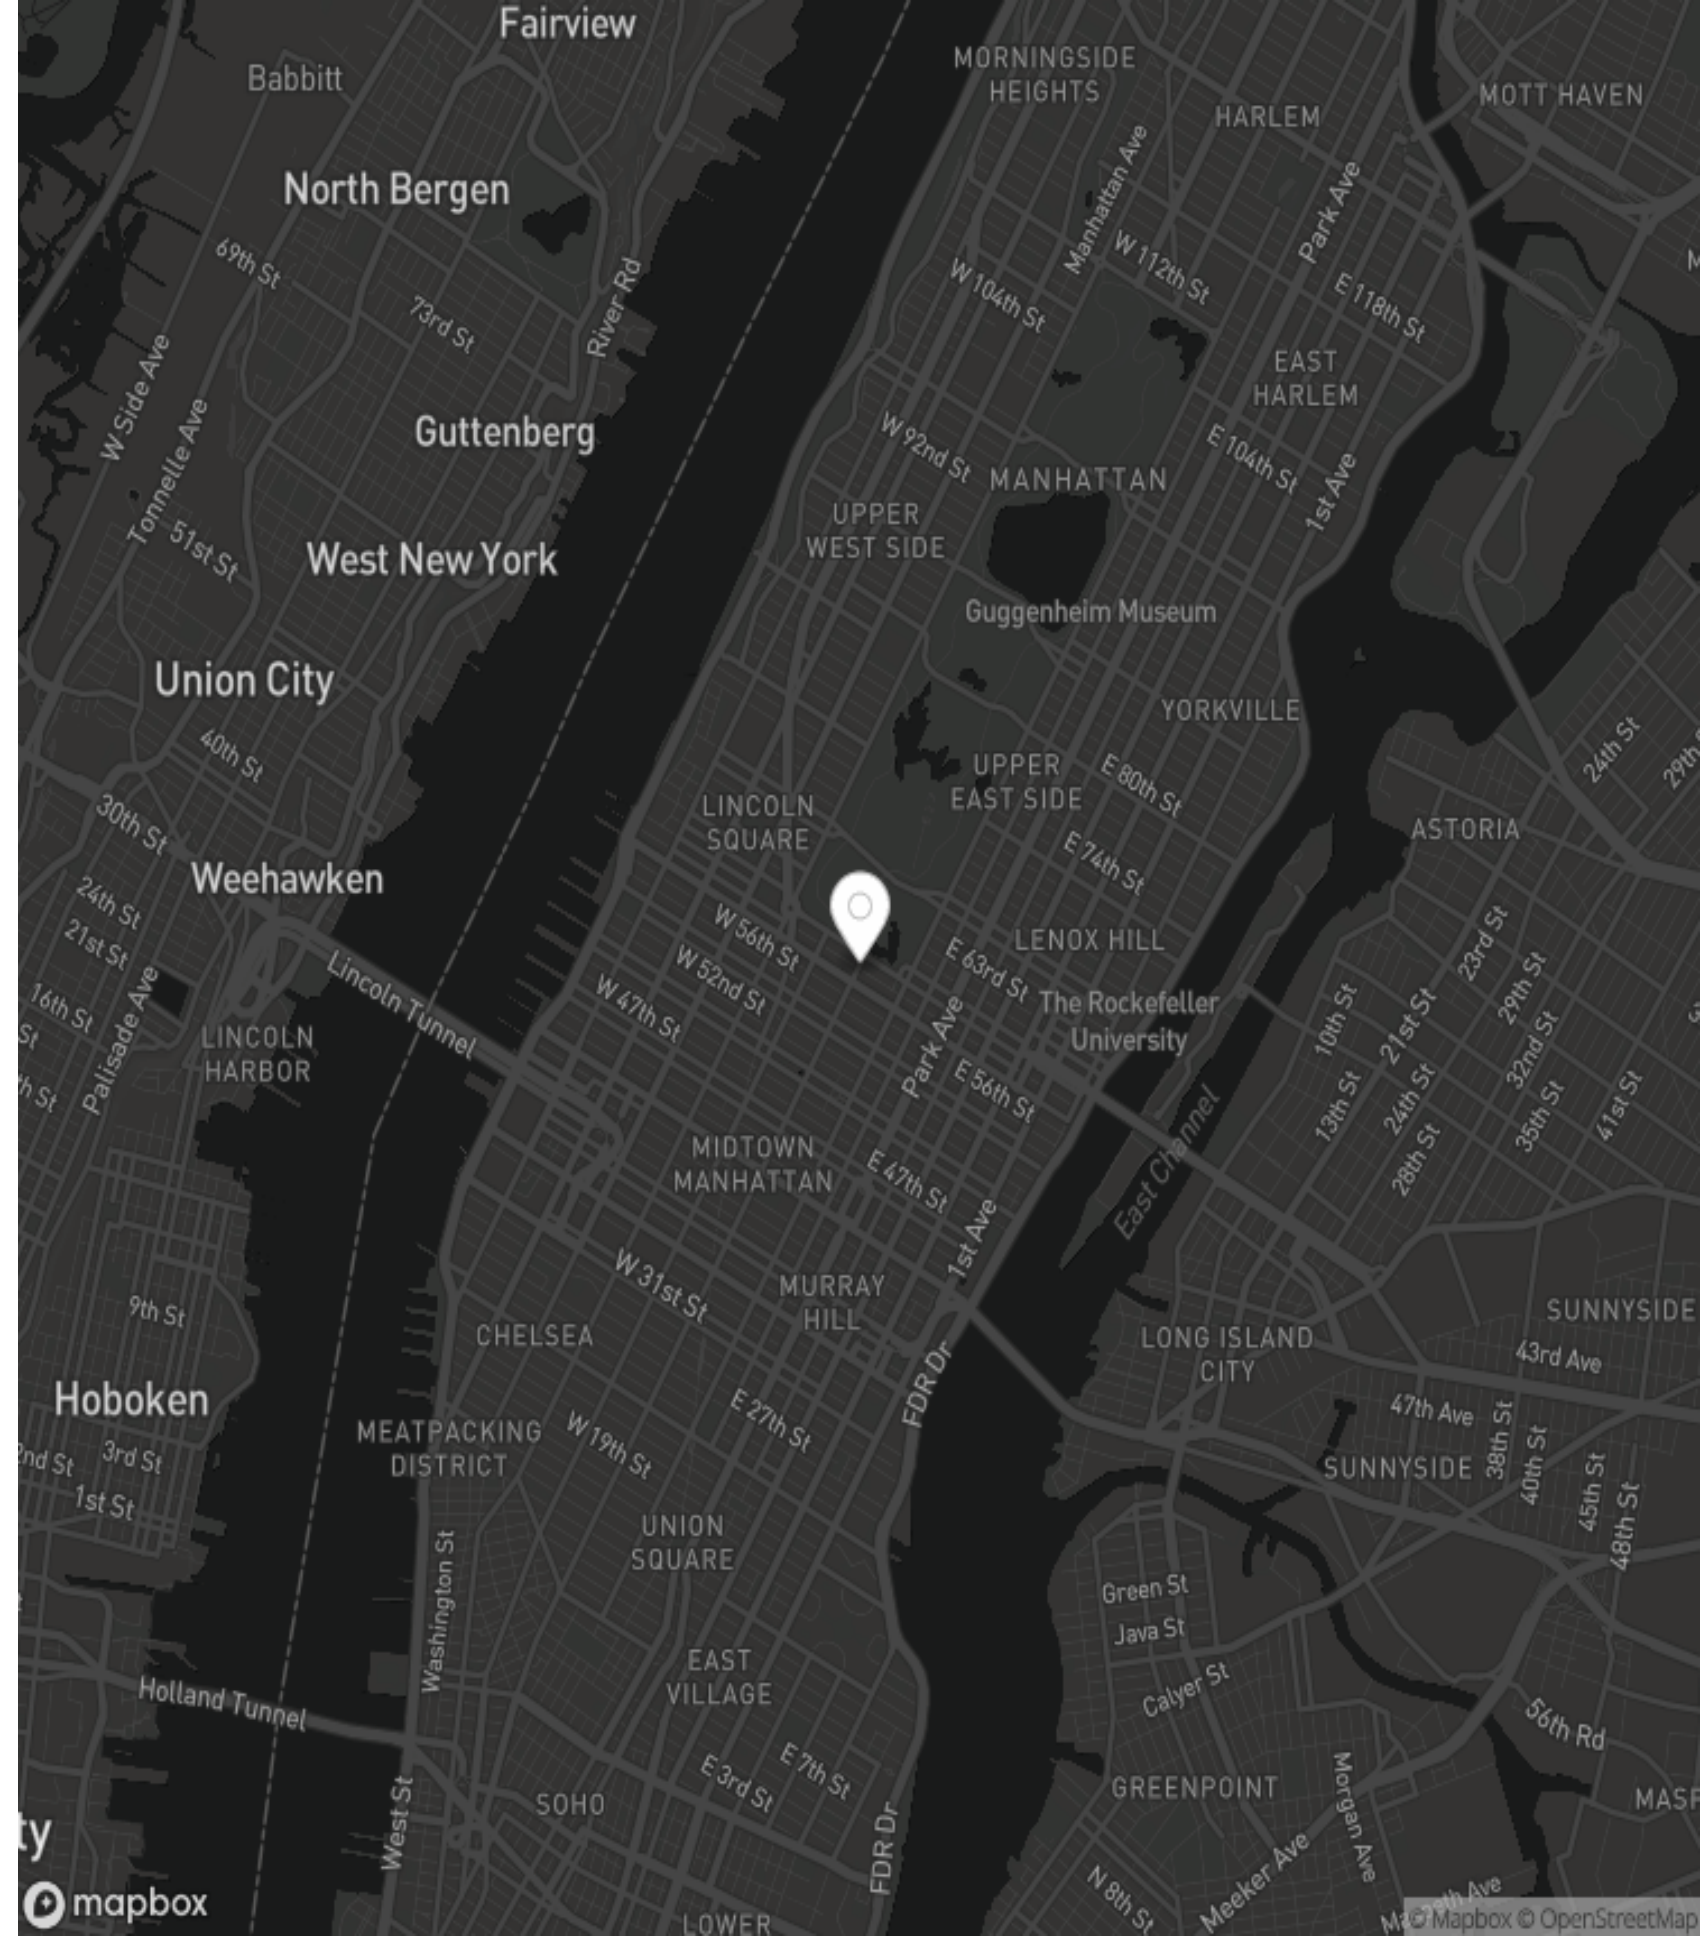 Fairview
Babbitt
MORNINGSIDE
HEIGHTS
HARLEM
MOTT HAVEN
North Bergen
Manhattan Ave
Park Ave
69th St
73rd St
River Rd
W 104th St
W 112th St
E 118th St
W Side Ave
Tonnelle Ave
EAST
HARLEM
Guttenberg
W 92nd St
E 104th St
1st Ave
MANHATTAN
51st St
UPPER
WEST SIDE
West New York
Guggenheim Museum
Union City
YORKVILLE
40th St
UPPER
EAST SIDE
E 80th St
24th St
29th
30th St
LINCOLN
SQUARE
ASTORIA
E 74th St
Weehawken
24th St
21st St
W 56th St
W 52nd St
LENOX HILL
E 63rd St
23rd St
16th St
St
th St
Palisade Ave
Lincoln Tunnel
W 47th St
The Rockefeller
University
LINCOLN
HARBOR
Park Ave
E 56th St
10th St
21st St
29th St
32nd St
13th St
24th St
28th St
35th St
41st St
East Channel
MIDTOWN
MANHATTAN
E 47th St
1st Ave
9th St
W 31st St
MURRAY
HILL
CHELSEA
LONG ISLAND
CITY
SUNNYSIDE
43rd Ave
Hoboken
FDR Dr
E 27th St
47th Ave
38th St
40th St
45th St
48th St
MEATPACKING
DISTRICT
W 19th St
SUNNYSIDE
2nd St
3rd St
1st St
UNION
SQUARE
Washington St
Green St
Java St
Calyer St
EAST
VILLAGE
Holland Tunnel
56th Rd
E 3rd St
E 7th St
SOHO
West St
FDR Dr
GREENPOINT
Morgan Ave
MASP
ty
Meeker Ave
N 8th St
mapbox
LOWER
© Mapbox © OpenStreetMap